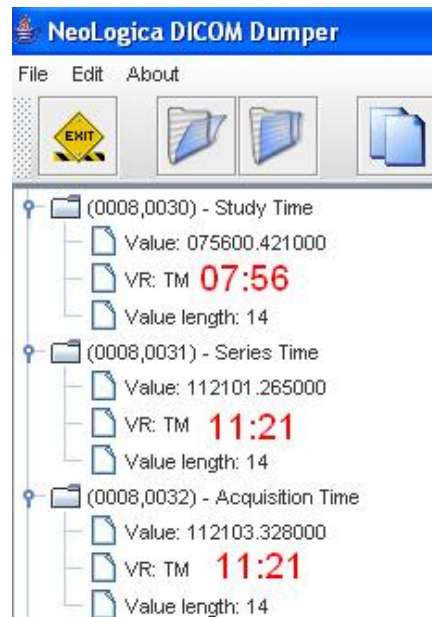 NeoLogica DICOM Dumper
File Edit About
EXIT
(0008,0030) - Study Time
Value: 075600.421000
VR: TM 07:56
Value length: 14
(0008,0031) - Series Time
Value: 112101.265000
VR: TM 11:21
Value length: 14
(0008,0032) - Acquisition Time
Value: 112103.328000
VR: TM 11:21
Value length: 14